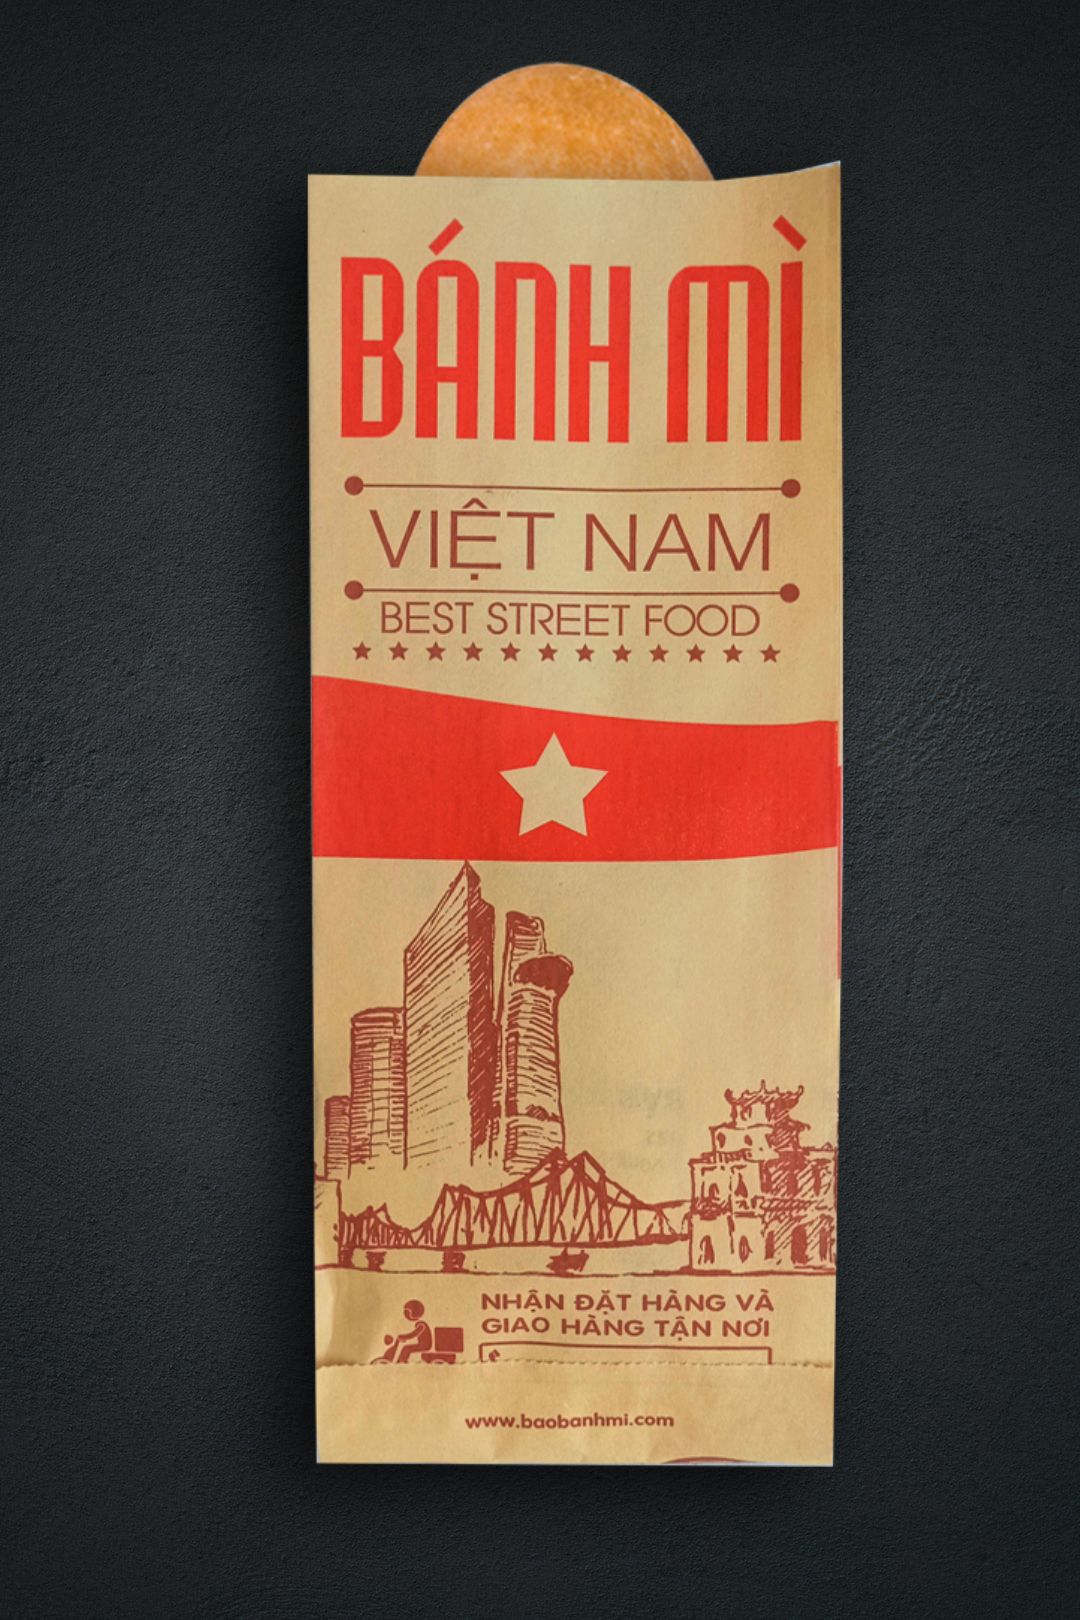 BÁNH MÌ
VIỆT NAM
BEST STREET FOOD
NHẬN ĐẶT HÀNG VÀ
GIAO HÀNG TẬN NƠI
www.baobanhmi.com